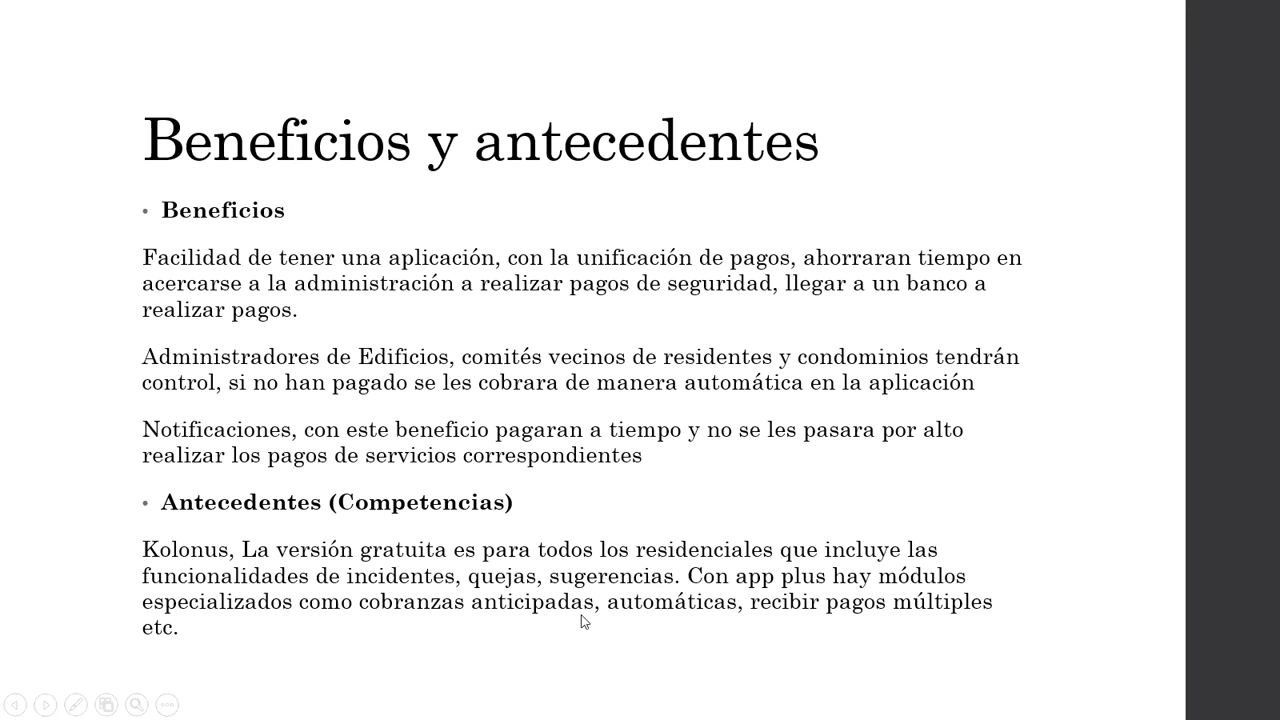 Beneficios y antecedentes
• Beneficios
Facilidad de tener una aplicación, con la unificación de pagos, ahorraran tiempo en
acercarse a la administración a realizar pagos de seguridad, llegar a un banco a
realizar pagos.
Administradores de Edificios, comités vecinos de residentes y condominios tendrán
control, si no han pagado se les cobrara de manera automática en la aplicación
Notificaciones, con este beneficio pagaran a tiempo y no se les pasara por alto
realizar los pagos de servicios correspondientes
• Antecedentes (Competencias)
Kolonus, La versión gratuita es para todos los residenciales que incluye las
funcionalidades de incidentes, quejas, sugerencias. Con app plus hay módulos
especializados como cobranzas anticipadas, automáticas, recibir pagos múltiples
etc.